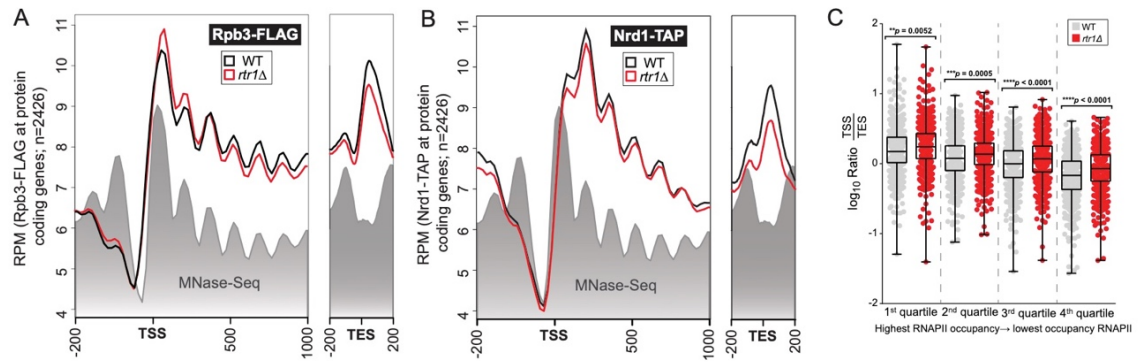 A
RPM (Rpb3-FLAG at protein
coding genes; n=2426)
11
10
9
8
7
6
5
4
Rpb3-FLAG
WT
rtr1Δ
MNase-Seq
-200
TSS
500
1000
-200
TES
200
B
RPM (Nrd1-TAP at protein
coding genes; n=2426)
11
10
9
8
7
6
5
4
Nrd1-TAP
WT
rtr1Δ
MNase-Seq
-200
TSS
500
1000
-200
TES
200
C
WT
rtr1Δ
log10 Ratio TSS/TES
2
1
0
-1
-2
**p = 0.0052
***p = 0.0005
****p < 0.0001
****p < 0.0001
1st quartile
2nd quartile
3rd quartile
4th quartile
Highest RNAPII occupancy→ lowest occupancy RNAPII